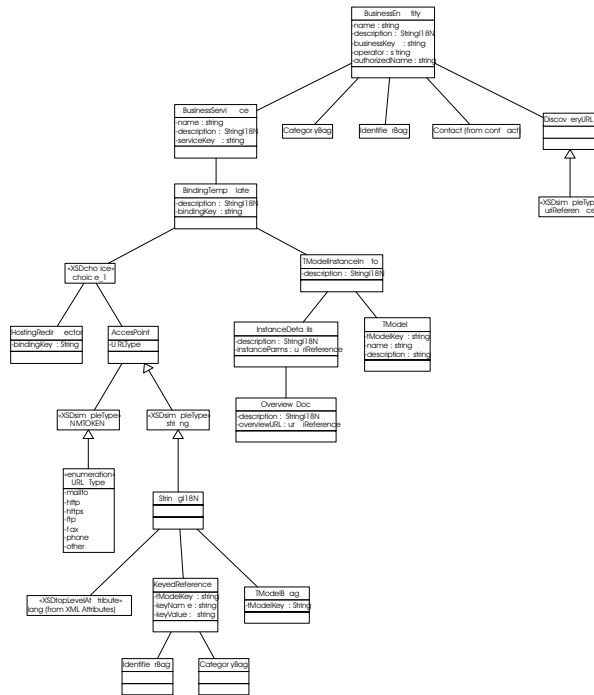 BusinessEn tity
-name : string
-description : StringI18N
-businessKey : string
-operator : s tring
-authorizedName : string
BusinessServi ce
-name : string
-description : StringI18N
-serviceKey : string
Categor yBag
Identifie rBag
Contact (from cont act)
Discov eryURL
«XSDsim pleType»
uriReferen ce
BindingTemp late
-description : StringI18N
-bindingKey : string
«XSDcho ice»
choic e_1
TModelInstanceIn fo
-description : StringI18N
HostingRedir ector
-bindingKey : String
AccesPoint
-U RLType
InstanceDeta ils
-description : StringI18N
-instanceParms : u riReference
TModel
-tModelKey : string
-name : string
-description : string
Overview Doc
-description : StringI18N
-overviewURL : ur iReference
«XSDsim pleType»
NMTOKEN
«XSDsim pleType»
stri ng
«enumeration»
URL Type
-mailto
-http
-https
-ftp
-f ax
-phone
-other
Strin gI18N
«XSDtopLevelAt tribute»
lang (from XML Attributes)
KeyedReference
-tModelKey : string
-keyNam e : string
-keyValue : string
TModelB ag
-tModelKey : String
Identifie rBag
Categor yBag